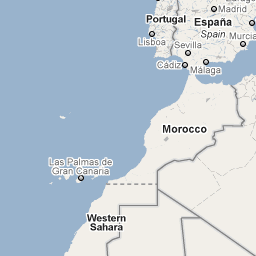 Portugal
España
Spain
Madrid
Lisboa
Sevilla
Murcia
Cádiz
Málaga
Morocco
Las Palmas de
Gran Canaria
Western
Sahara